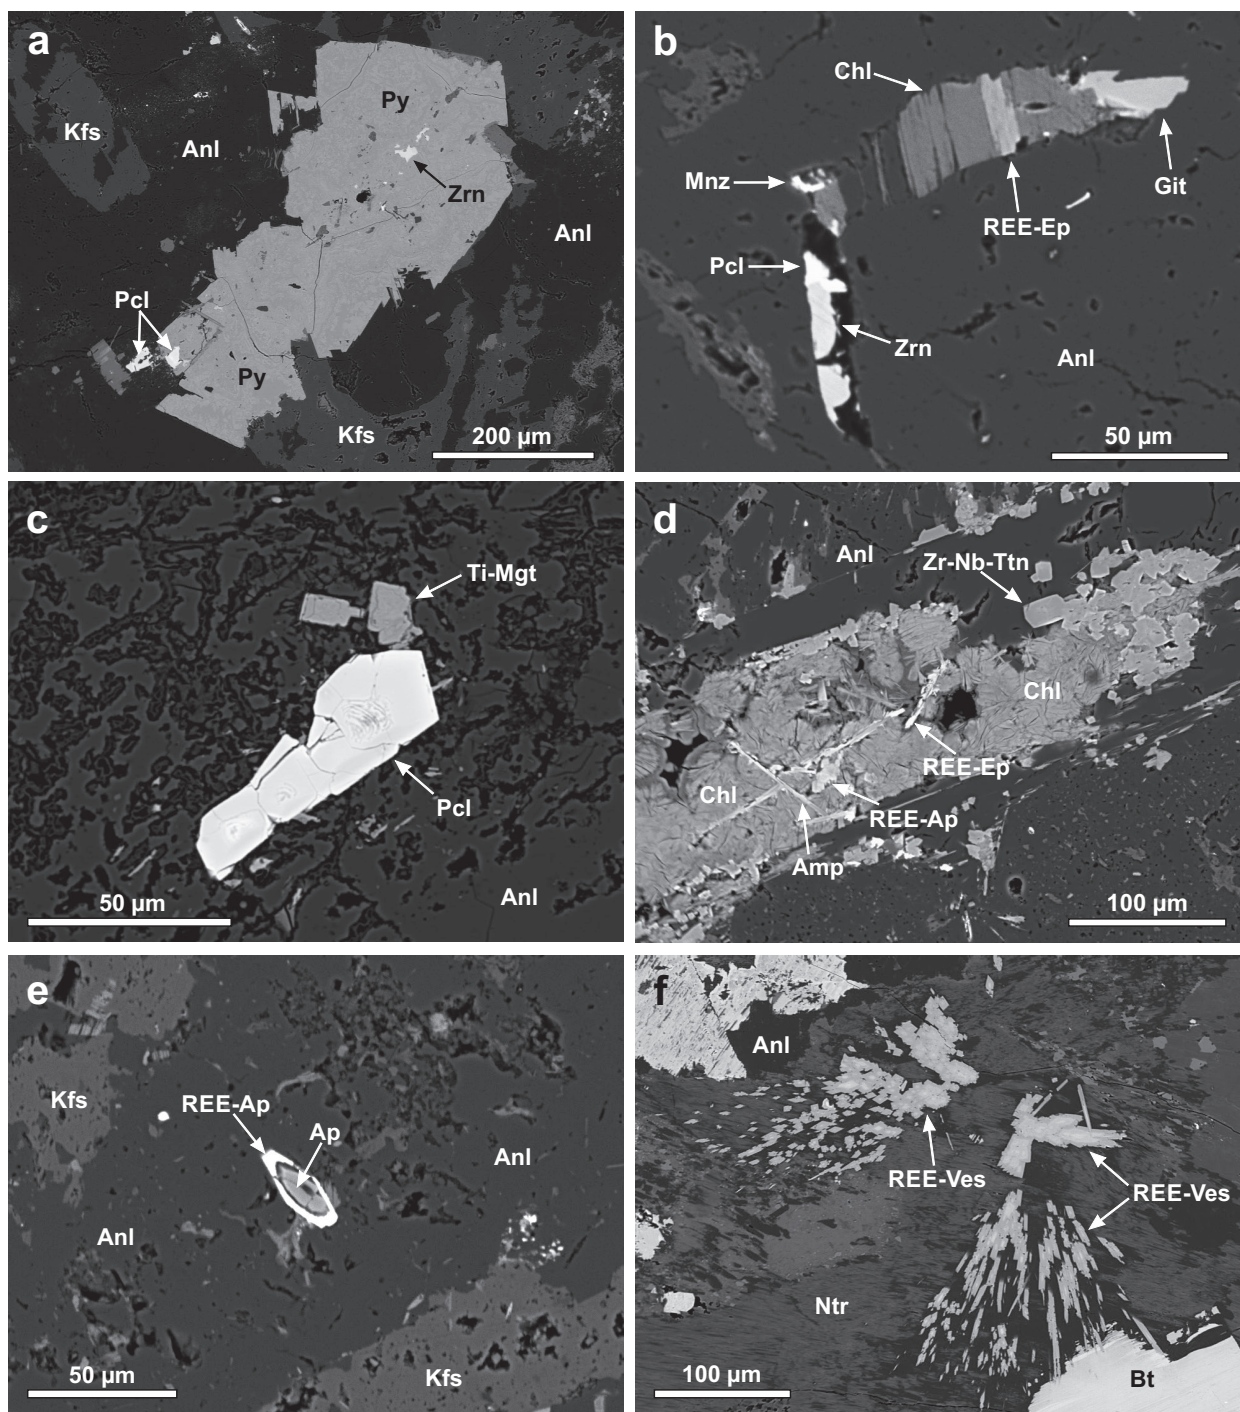 a
Py
Kfs
Anl
Zrn
Anl
Pcl
Py
Kfs
200 µm
b
Chl
Mnz
Git
REE-Ep
Pcl
Zrn
Anl
50 µm
c
Ti-Mgt
Pcl
50 µm
Anl
d
Anl
Zr-Nb-Ttn
Chl
REE-Ep
Chl
REE-Ap
Amp
100 µm
e
Kfs
REE-Ap
Ap
Anl
Anl
50 µm
Kfs
f
Anl
REE-Ves
REE-Ves
Ntr
100 µm
Bt